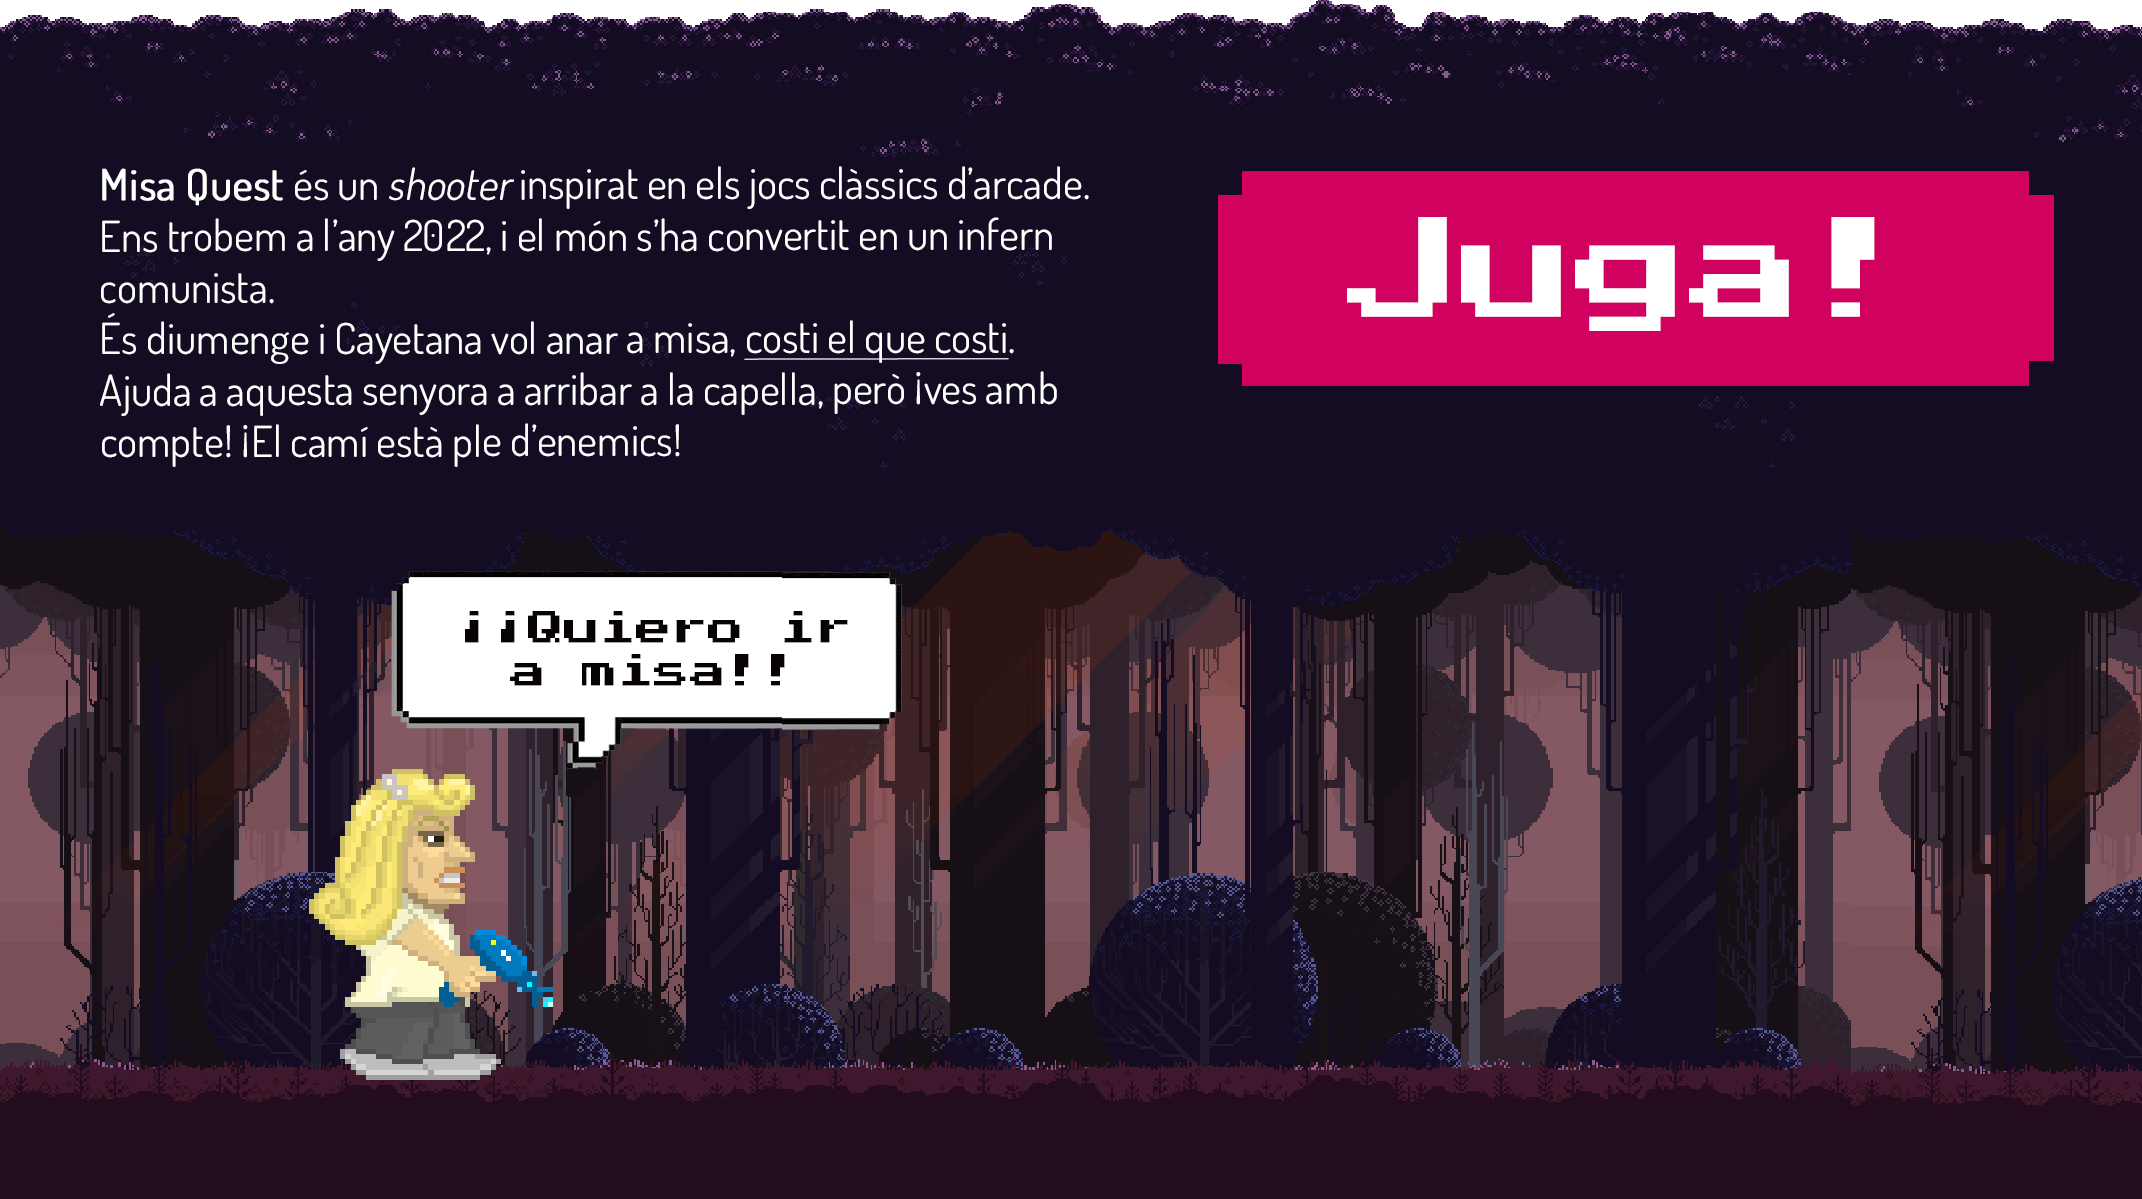 Misa Quest és un shooter inspirat en els jocs clàssics d’arcade.
Ens trobem a l’any 2022, i el món s’ha convertit en un infern
comunista.
És diumenge i Cayetana vol anar a misa, costi el que costi.
Ajuda a aquesta senyora a arribar a la capella, però ¡ves amb
compte! ¡El camí està ple d’enemics!
Juga!
¡¡Quiero ir
a misa!!